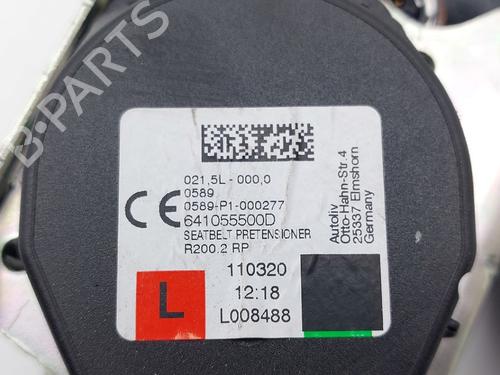 021,5L - 000,0
0589
0589-P1-000277
641055500D
SEATBELT PRETENSIONER
R200.2 RP
CE
L
110320
12:18
L008488
Autoliv
Otto-Hahn-Str.4
25337 Elmshorn
Germany
B-PARTS